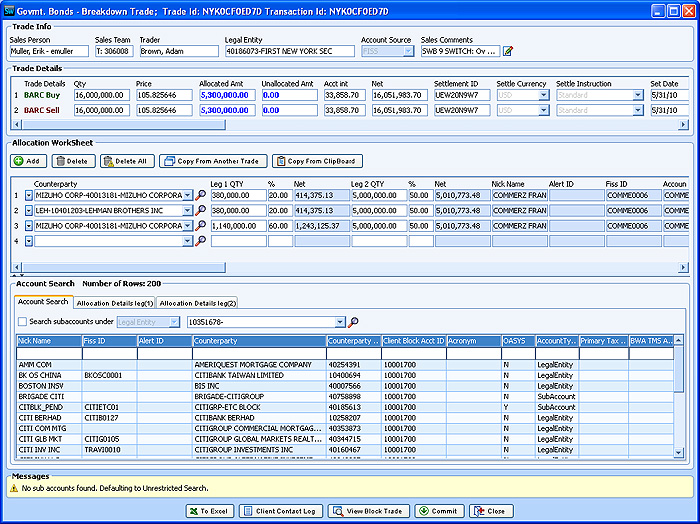 Govmt. Bonds - Breakdown Trade; Trade Id: NYK0CF0ED7D Transaction Id: NYK0CF0ED7D
Trade Info
Sales Person Sales Team Trader Legal Entity Account Source Sales Comments
Muller, Erik - emuller T: 306008 Brown, Adam 40186073-FIRST NEW YORK SEC FISS SWB 9 SWITCH: Ov ...
Trade Details
Trade Details Qty Price Allocated Amt Unallocated Amt Acct int Net Settlement ID Settle Currency Settle Instruction Set Date
1 BARC Buy 16,000,000.00 105.825646 5,300,000.00 0.00 33,858.70 16,051,983.70 UEW20N9W7 USD Standard 5/31/10
2 BARC Sell 16,000,000.00 105.825646 5,300,000.00 0.00 33,858.70 16,051,983.70 UEW20N9W7 USD Standard 5/31/10
Allocation WorkSheet
Add Delete Delete All Copy From Another Trade Copy From ClipBoard
Counterparty Leg 1 QTY % Net Leg 2 QTY % Net Nick Name Alert ID Fiss ID Accoun
1 MIZUHO CORP-40013181-MIZUHO CORPORA 380,000.00 20.00 414,375.13 5,000,000.00 50.00 5,010,773.48 COMMERZ FRAN COMME0006 COMMERZ
2 LEH-10401203-LEHMAN BROTHERS INC 380,000.00 20.00 414,375.13 5,000,000.00 50.00 5,010,773.48 COMMERZ FRAN COMME0006 COMMERZ
3 MIZUHO CORP-40013181-MIZUHO CORPORA 1,140,000.00 60.00 1,243,125.37 5,000,000.00 50.00 5,010,773.48 COMMERZ FRAN COMME0006 COMMERZ
4
Account Search Number of Rows: 200
Account Search Allocation Details leg(1) Allocation Details leg(2)
Search subaccounts under Legal Entity 10351678-
Nick Name Fiss ID Alert ID Counterparty Counterparty .. Client Block Acct ID Acronym OASYS AccountTy.. Primary Tax ... BWA TMS A...
AMM COM AMERIQUEST MORTGAGE COMPANY 40254391 10001700 N LegalEntity
BK OS CHINA BKOSC0001 CITIBANK TAIWAN LIMITED 10400694 10001700 N LegalEntity
BOSTON INSV BIS INC 40007566 10001700 N LegalEntity
BRIGADE CITI BRIGADE-CITIGROUP 40758898 10001700 N SubAccount
CITBLK_PEND CITIETC01 CITIGRP-ETC BLOCK 40185613 10001700 Y SubAccount
CITI BERHAD CITIB0127 CITIBANK BERHAD 10258207 10001700 N LegalEntity
CITI COM MTG CITIGROUP COMMERCIAL MORTGAG... 40353873 10001700 N LegalEntity
CITI GLB MKT CITIG0105 CITIGROUP GLOBAL MARKETS REALT... 40344715 10001700 N LegalEntity
CITI INV INC TRAVI0010 CITIGROUP INVESTMENTS INC 40160467 10001700 N LegalEntity
Messages
No sub accounts found. Defaulting to Unrestricted Search.
To Excel Client Contact Log View Block Trade Commit Close